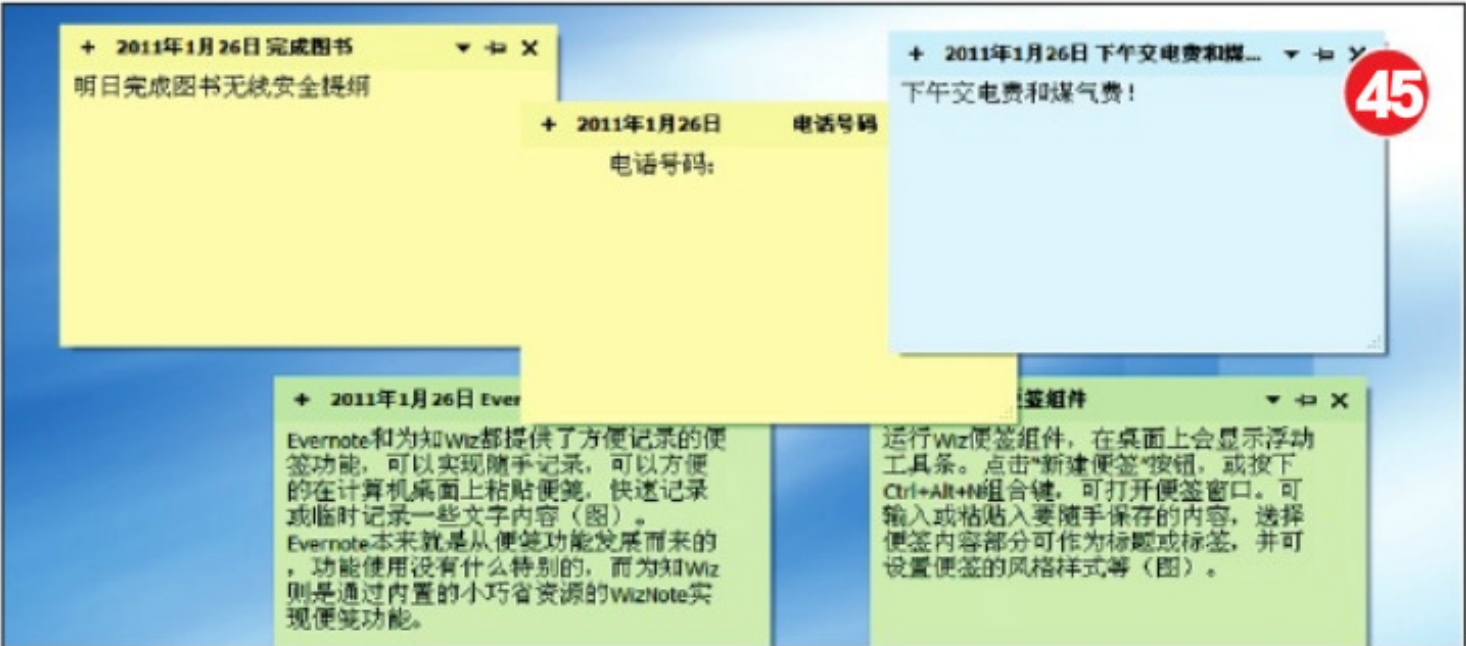 + 2011年1月26日 完成图书
明日完成图书无线安全提纲
+ 2011年1月26日 电话号码
电话号码:
+ 2011年1月26日 下午交电费和煤...
下午交电费和煤气费!
45
+ 2011年1月26日 Ever
Evernote和为知Wiz都提供了方便记录的便
签功能，可以实现随手记录，可以方便
的在计算机桌面上粘贴便笺，快速记录
或临时记录一些文字内容（图）。
Evernote本来就是从便笺功能发展而来的
，功能使用没有什么特别的，而为知Wiz
则是通过内置的小巧省资源的WizNote实
现便笺功能。
签组件
运行Wiz便签组件，在桌面上会显示浮动
工具条。点击"新建便签"按钮，或按下
Ctrl+Alt+N组合键，可打开便签窗口。可
输入或粘贴入要随手保存的内容，选择
便签内容部分可作为标题或标签，并可
设置便签的风格样式等（图）。